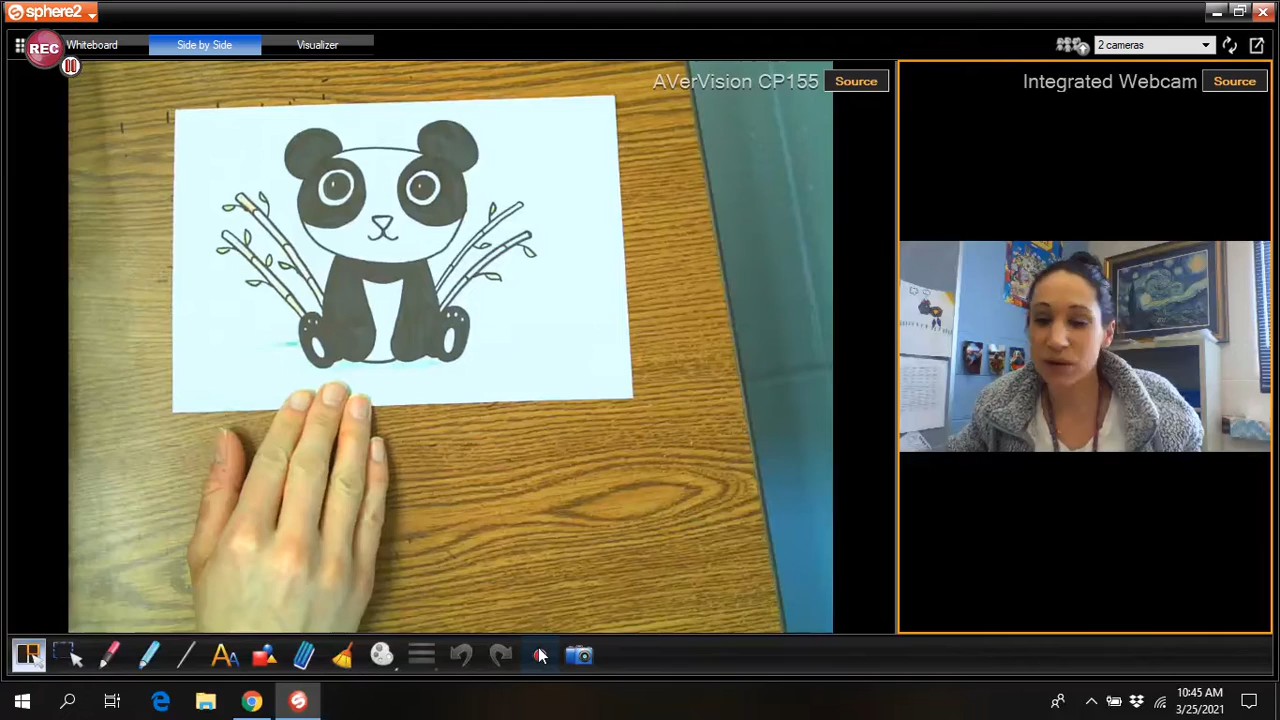 sphere2
REC
Whiteboard
Side by Side
Visualizer
2 cameras
AVerVision CP155
Source
Integrated Webcam
Source
10:45 AM
3/25/2021